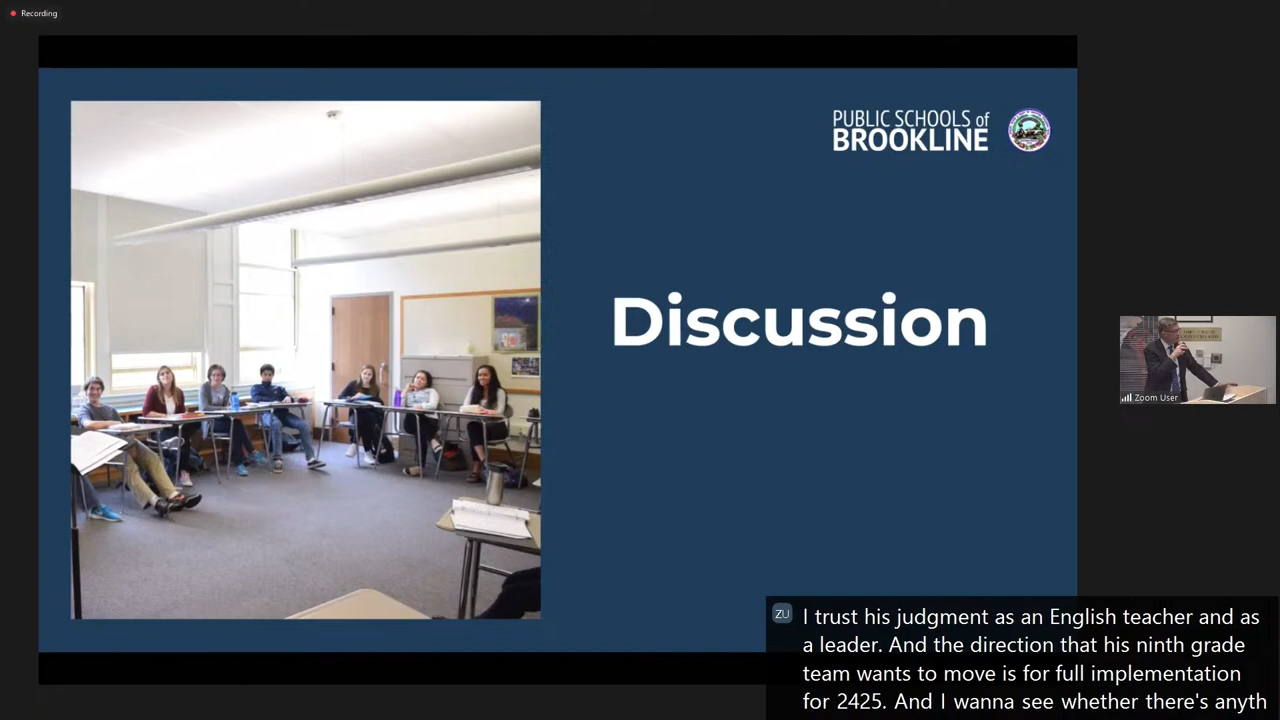 Recording
PUBLIC SCHOOLS of
BROOKLINE
Discussion
Zoom User
ZU
I trust his judgment as an English teacher and as
a leader. And the direction that his ninth grade
team wants to move is for full implementation
for 2425. And I wanna see whether there's anyth